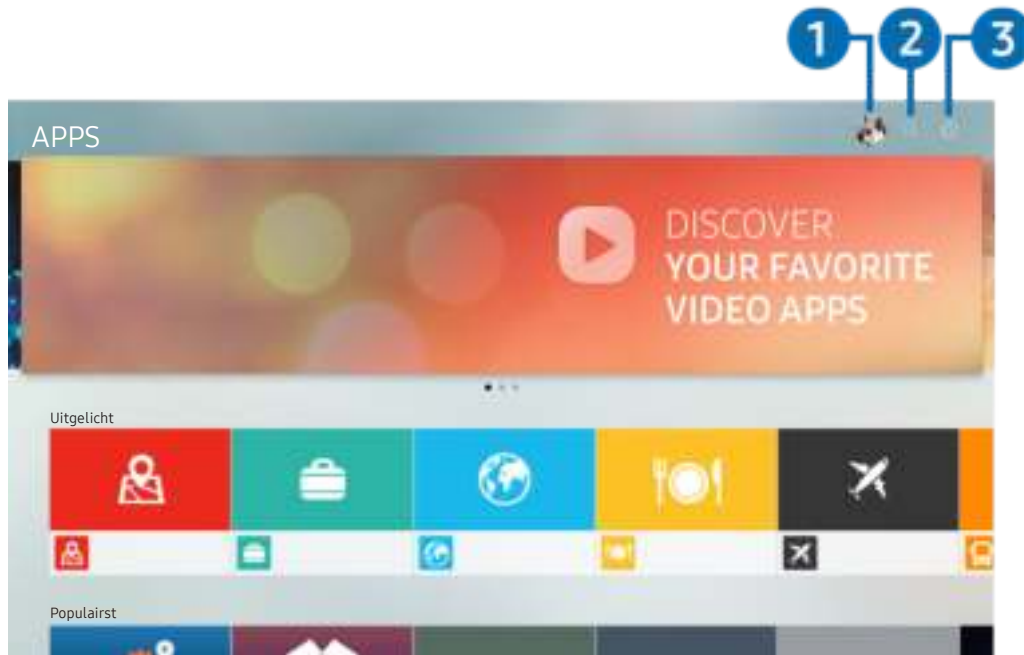 1 2 3
APPS
DISCOVER
YOUR FAVORITE
VIDEO APPS
Uitgelicht
Populairst